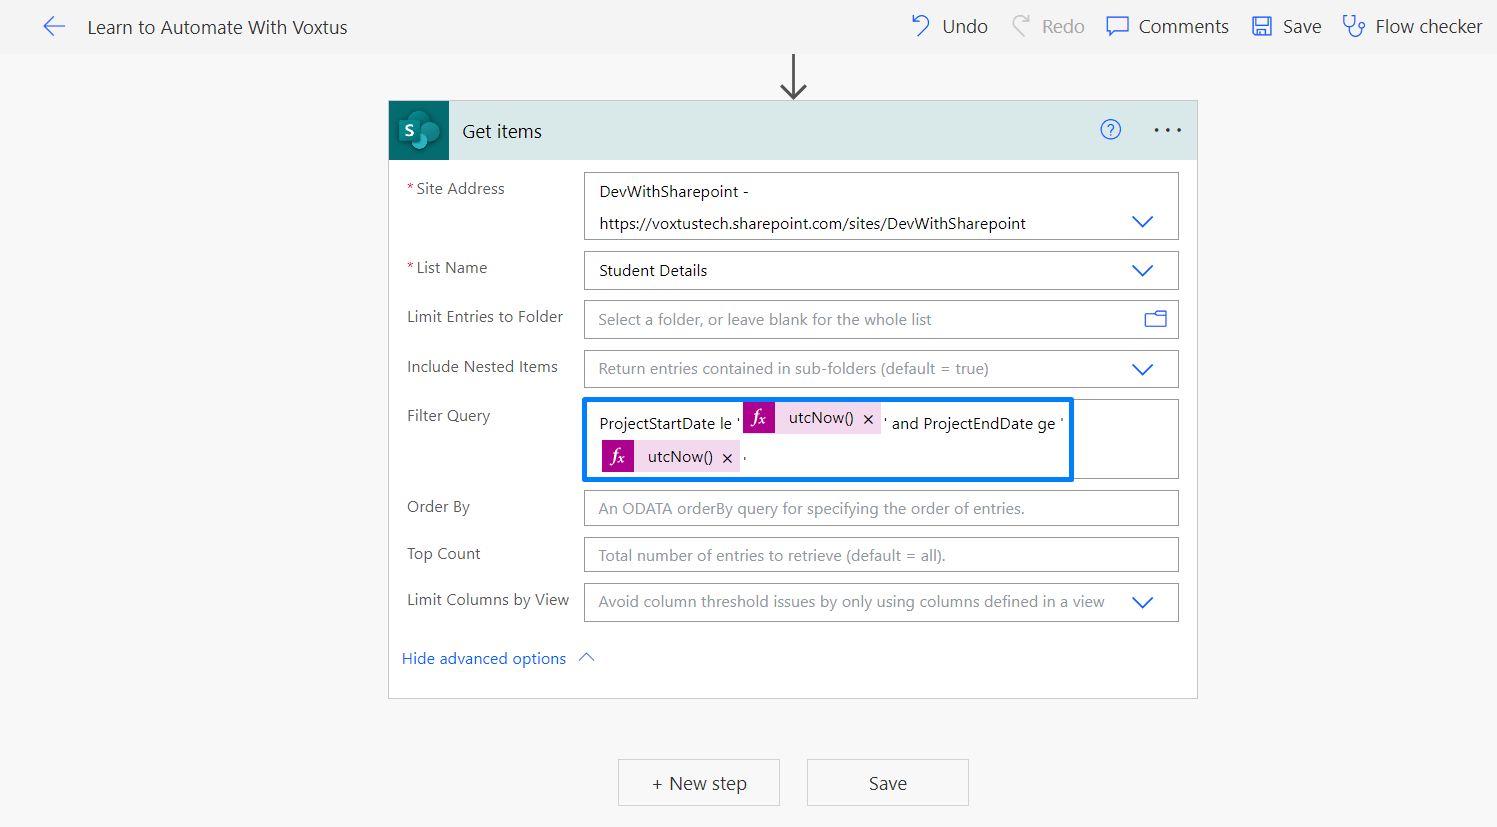 Learn to Automate With Voxtus
Undo
Redo
Comments
Save
Flow checker
S
Get items
?
* Site Address
DevWithSharepoint -
https://voxtustech.sharepoint.com/sites/DevWithSharepoint
* List Name
Student Details
Limit Entries to Folder
Select a folder, or leave blank for the whole list
Include Nested Items
Return entries contained in sub-folders (default = true)
Filter Query
ProjectStartDate le ' fx utcNow() × ' and ProjectEndDate ge '
fx utcNow() × '
Order By
An ODATA orderBy query for specifying the order of entries.
Top Count
Total number of entries to retrieve (default = all).
Limit Columns by View
Avoid column threshold issues by only using columns defined in a view
Hide advanced options
+ New step
Save